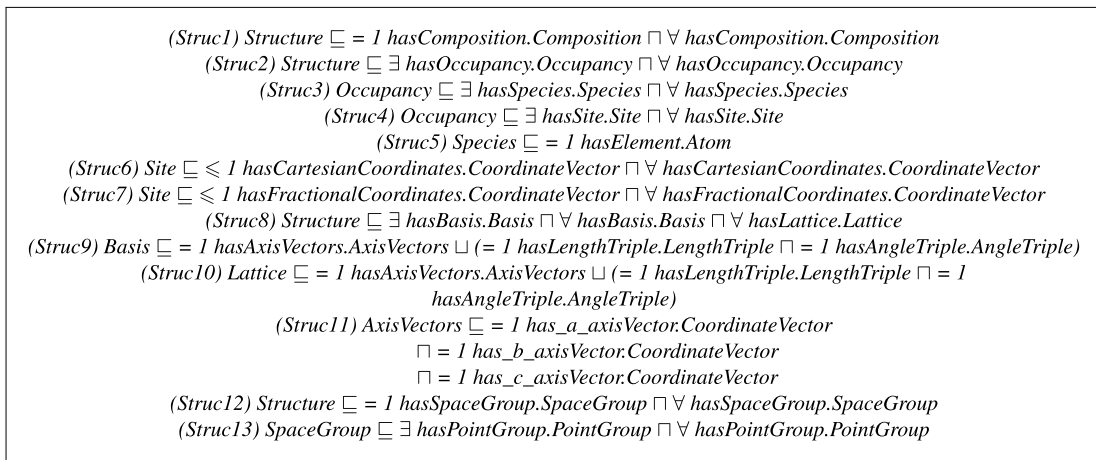 (Struc1) Structure ⊑ = 1 hasComposition.Composition ⊓ ∀ hasComposition.Composition
(Struc2) Structure ⊑ ∃ hasOccupancy.Occupancy ⊓ ∀ hasOccupancy.Occupancy
(Struc3) Occupancy ⊑ ∃ hasSpecies.Species ⊓ ∀ hasSpecies.Species
(Struc4) Occupancy ⊑ ∃ hasSite.Site ⊓ ∀ hasSite.Site
(Struc5) Species ⊑ = 1 hasElement.Atom
(Struc6) Site ⊑ ⩽ 1 hasCartesianCoordinates.CoordinateVector ⊓ ∀ hasCartesianCoordinates.CoordinateVector
(Struc7) Site ⊑ ⩽ 1 hasFractionalCoordinates.CoordinateVector ⊓ ∀ hasFractionalCoordinates.CoordinateVector
(Struc8) Structure ⊑ ∃ hasBasis.Basis ⊓ ∀ hasBasis.Basis ⊓ ∀ hasLattice.Lattice
(Struc9) Basis ⊑ = 1 hasAxisVectors.AxisVectors ⊔ (= 1 hasLengthTriple.LengthTriple ⊓ = 1 hasAngleTriple.AngleTriple)
(Struc10) Lattice ⊑ = 1 hasAxisVectors.AxisVectors ⊔ (= 1 hasLengthTriple.LengthTriple ⊓ = 1
hasAngleTriple.AngleTriple)
(Struc11) AxisVectors ⊑ = 1 has_a_axisVector.CoordinateVector
⊓ = 1 has_b_axisVector.CoordinateVector
⊓ = 1 has_c_axisVector.CoordinateVector
(Struc12) Structure ⊑ = 1 hasSpaceGroup.SpaceGroup ⊓ ∀ hasSpaceGroup.SpaceGroup
(Struc13) SpaceGroup ⊑ ∃ hasPointGroup.PointGroup ⊓ ∀ hasPointGroup.PointGroup